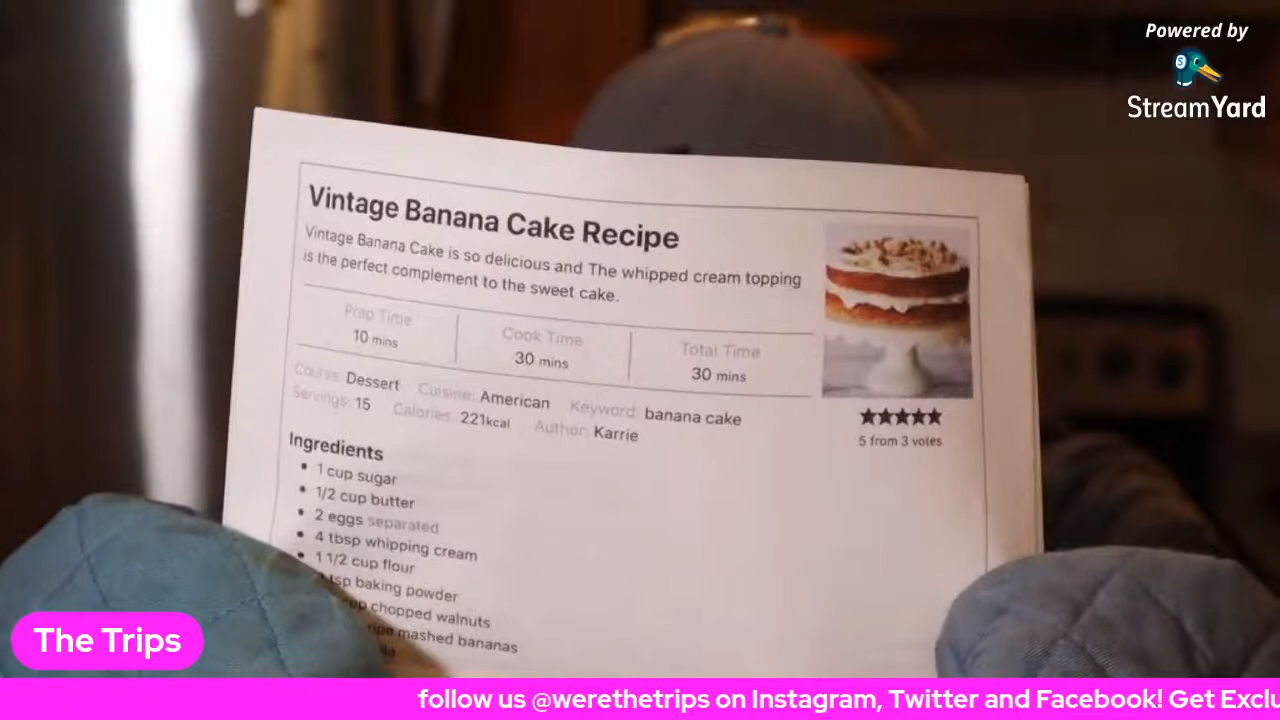 Powered by
StreamYard
Vintage Banana Cake Recipe
Vintage Banana Cake is so delicious and The whipped cream topping
is the perfect complement to the sweet cake.
Prep Time
10 mins
Cook Time
30 mins
Total Time
30 mins
Course: Dessert Cuisine: American Keyword: banana cake
Servings: 15 Calories: 221kcal Author: Karrie
5 from 3 votes
Ingredients
• 1 cup sugar
• 1/2 cup butter
• 2 eggs separated
• 4 tbsp whipping cream
• 1 1/2 cup flour
tsp baking powder
cup chopped walnuts
ripe mashed bananas
The Trips
follow us @werethetrips on Instagram, Twitter and Facebook! Get Exclu